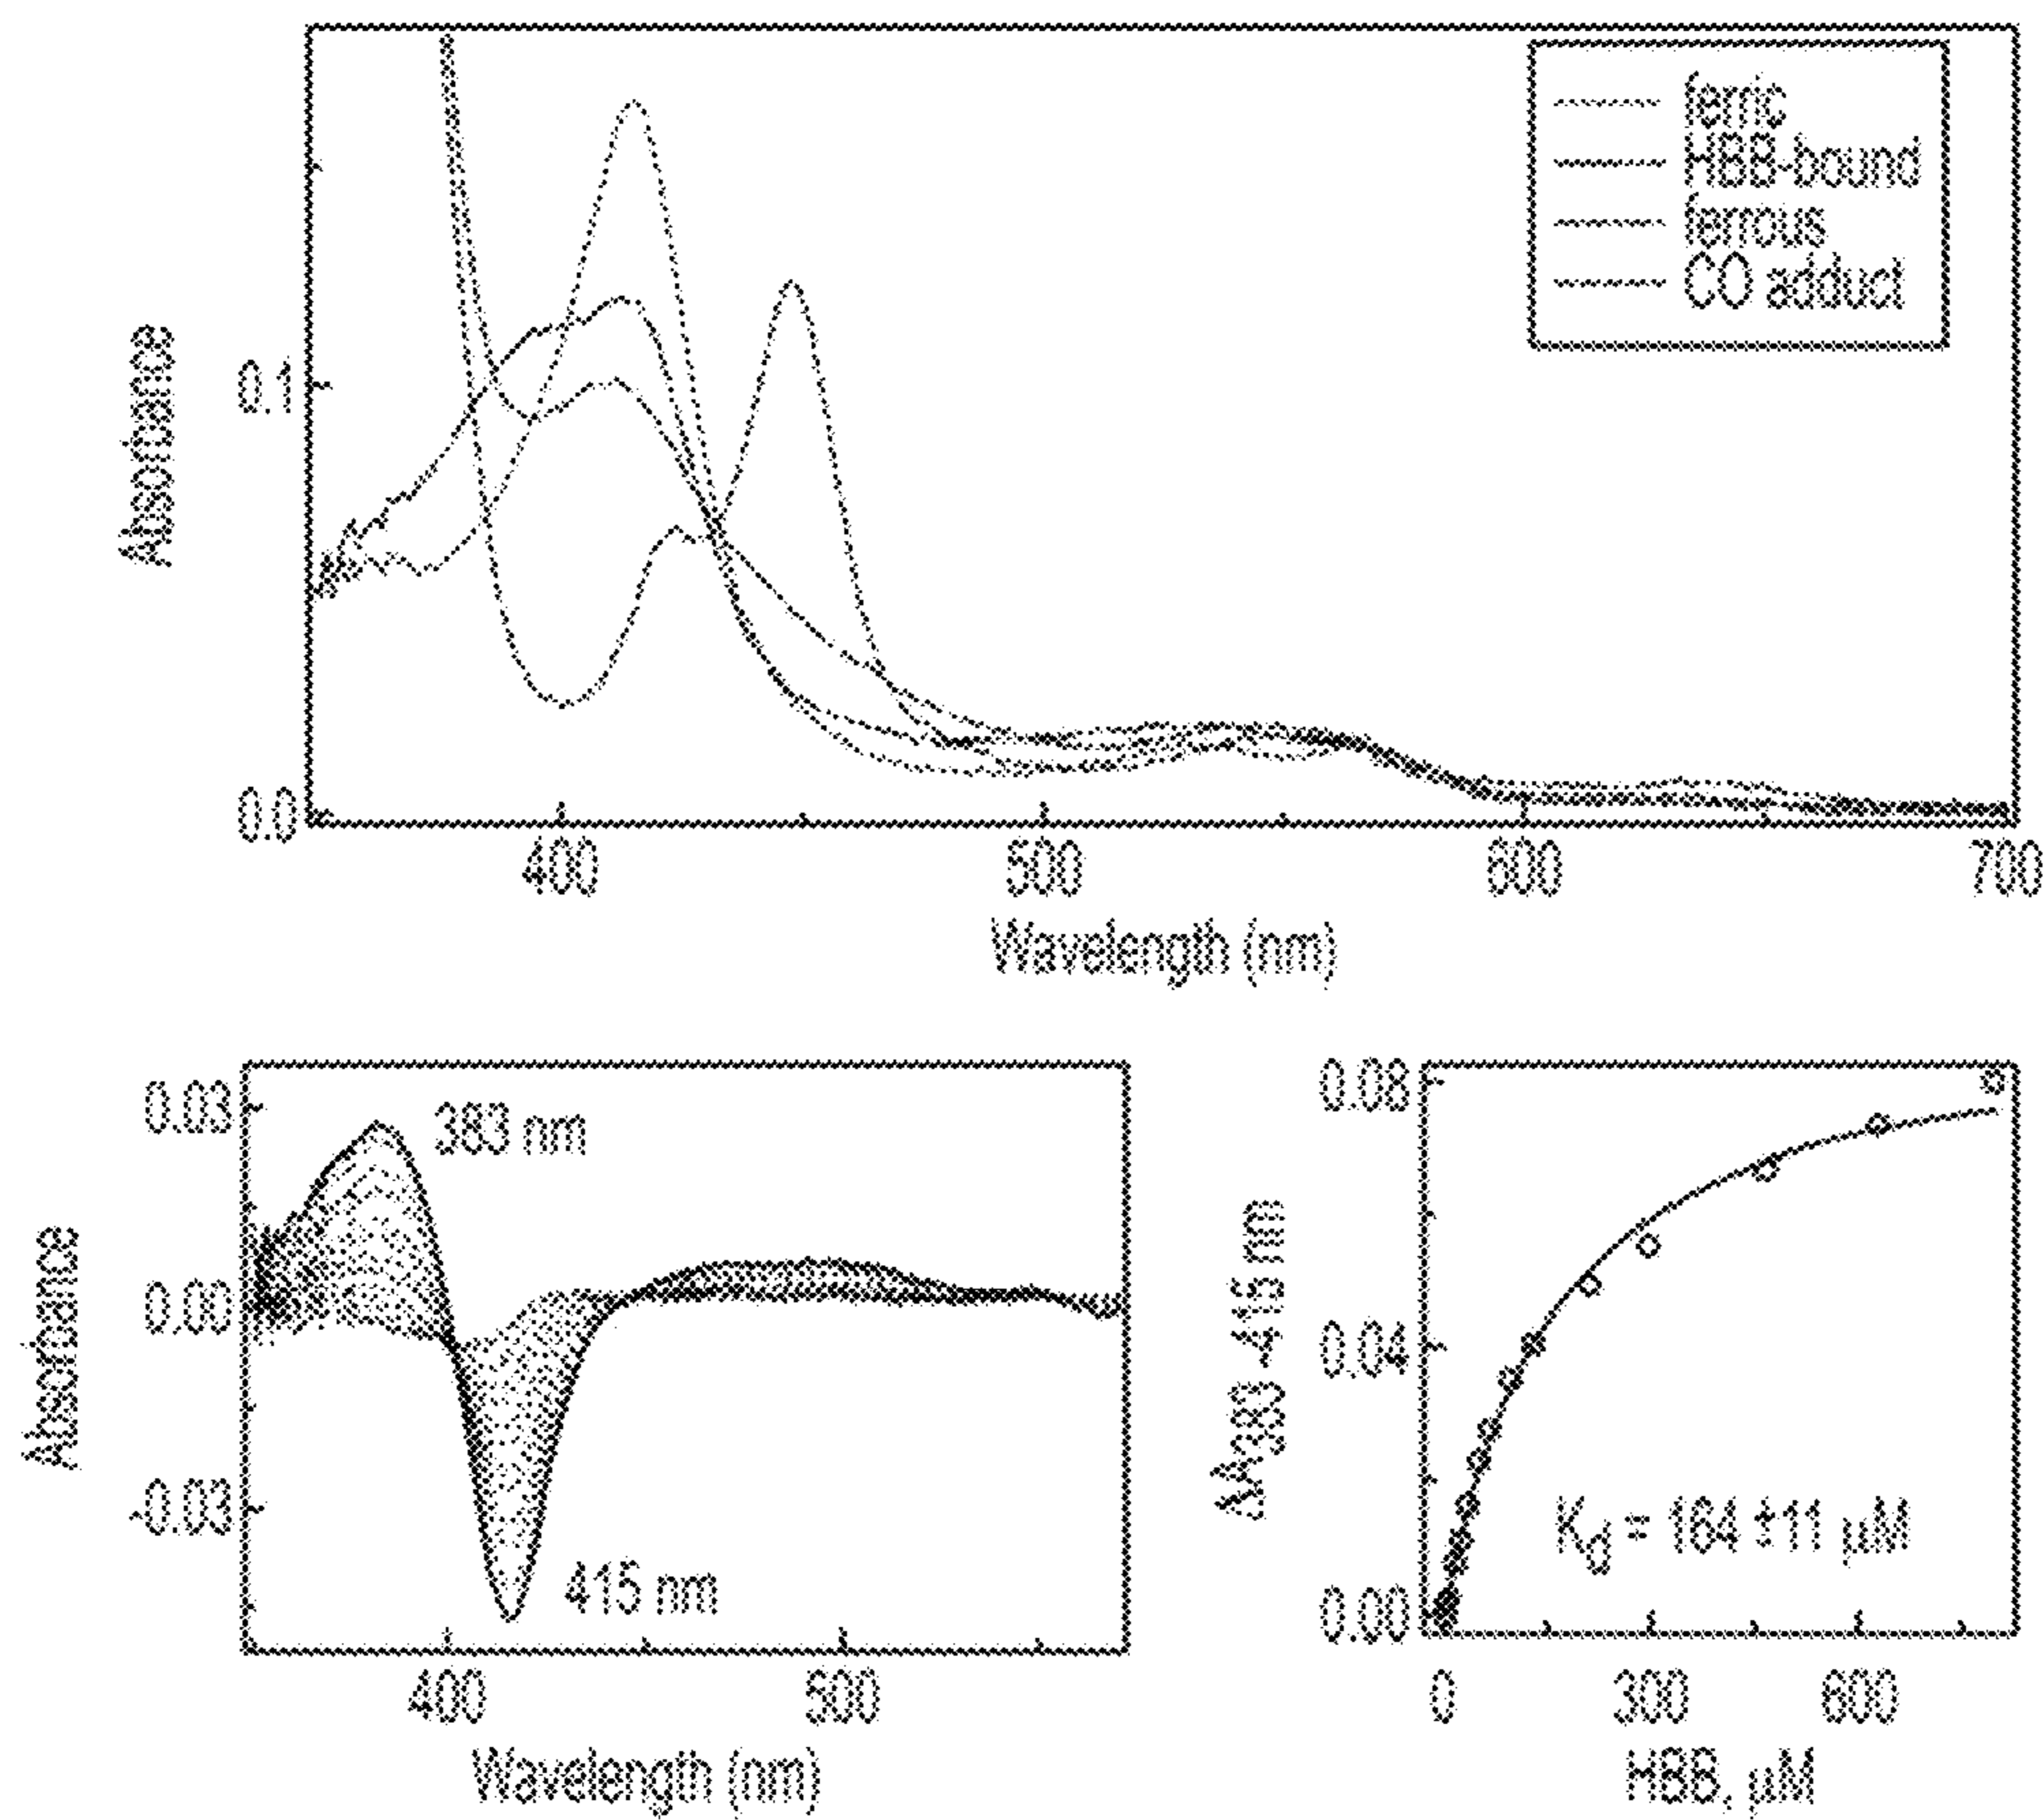 ferric
HBB-bound
ferrous
CO adduct
Absorbance
0.1
0.0
400
500
600
700
Wavelength (nm)
0.03
0.00
-0.03
Absorbance
383 nm
415 nm
400
500
Wavelength (nm)
0.08
0.04
0.00
ΔA383 -415 nm
Kd = 164 ±11 μM
0
300
600
HBB, μM